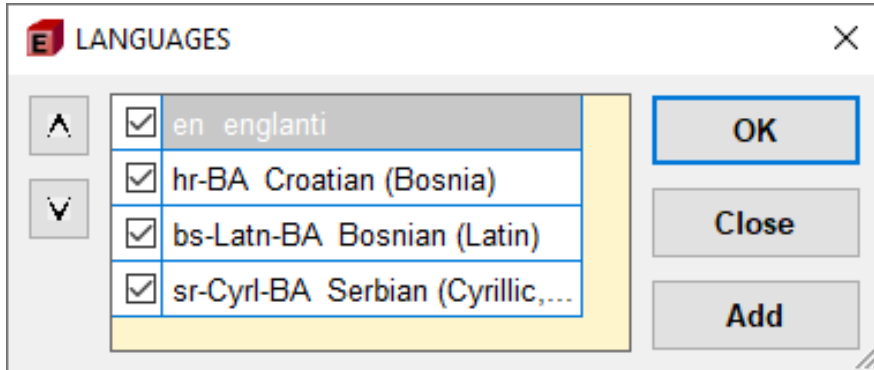 E LANGUAGES
en englanti
hr-BA Croatian (Bosnia)
bs-Latn-BA Bosnian (Latin)
sr-Cyrl-BA Serbian (Cyrillic,...
OK
Close
Add